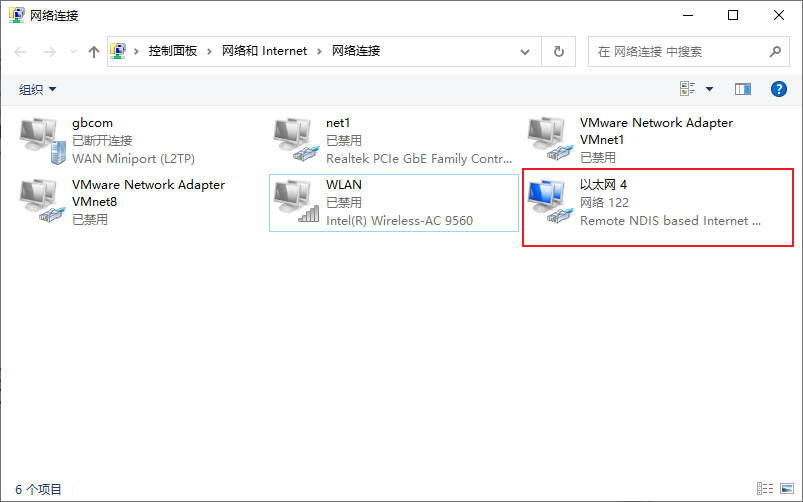 网络连接
控制面板 网络和 Internet 网络连接
在 网络连接 中搜索
组织
gbcom
已断开连接
WAN Miniport (L2TP)
net1
已禁用
Realtek PCIe GbE Family Contr...
VMware Network Adapter
VMnet1
已禁用
VMware Network Adapter
VMnet8
已禁用
WLAN
已禁用
Intel(R) Wireless-AC 9560
以太网 4
网络 122
Remote NDIS based Internet ...
6 个项目